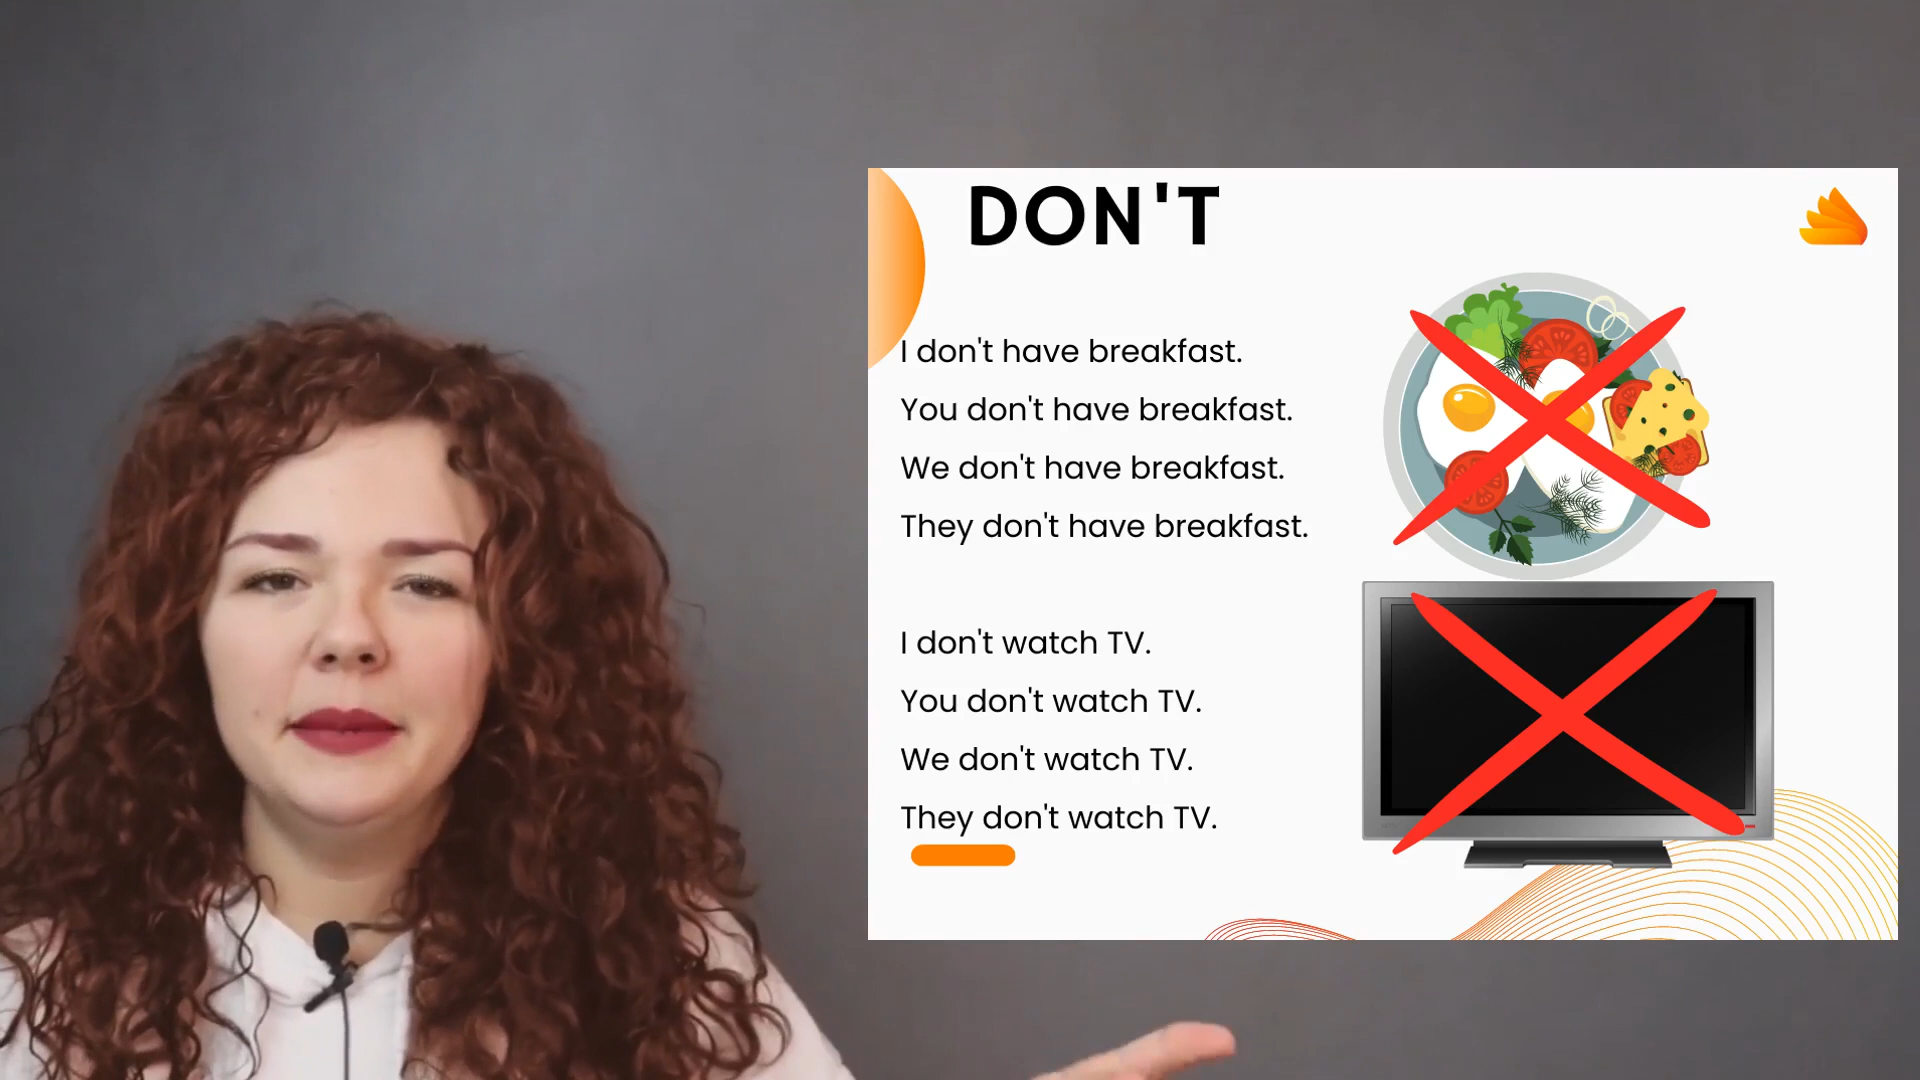 DON'T
I don't have breakfast.
You don't have breakfast.
We don't have breakfast.
They don't have breakfast.
I don't watch TV.
You don't watch TV.
We don't watch TV.
They don't watch TV.